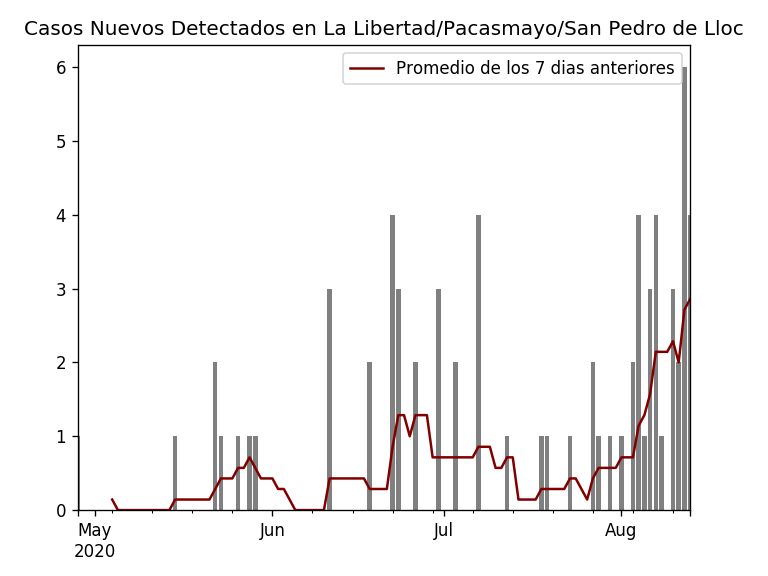 Casos Nuevos Detectados en La Libertad/Pacasmayo/San Pedro de Lloc
Promedio de los 7 dias anteriores
6
5
4
3
2
1
0
May Jun Jul Aug
2020